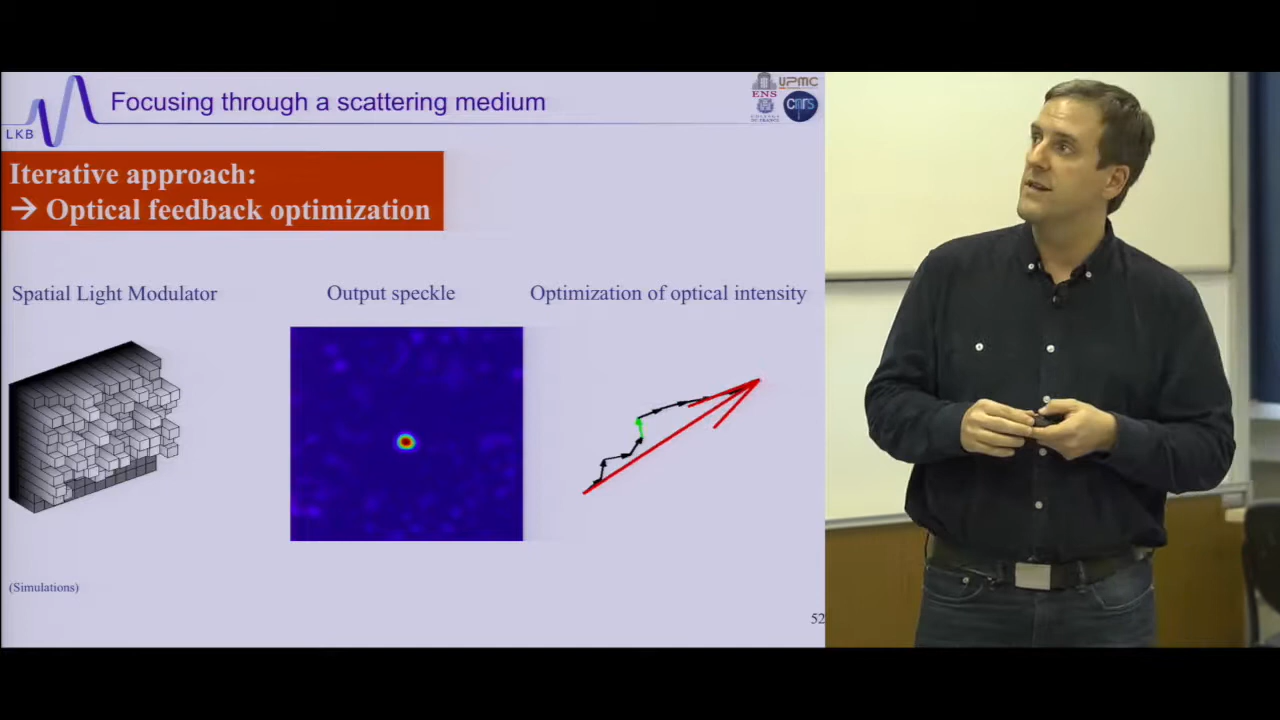 Focusing through a scattering medium
LKB
ENS
UPMC
cnrs
Iterative approach:
→ Optical feedback optimization
Spatial Light Modulator
Output speckle
Optimization of optical intensity
(Simulations)
52